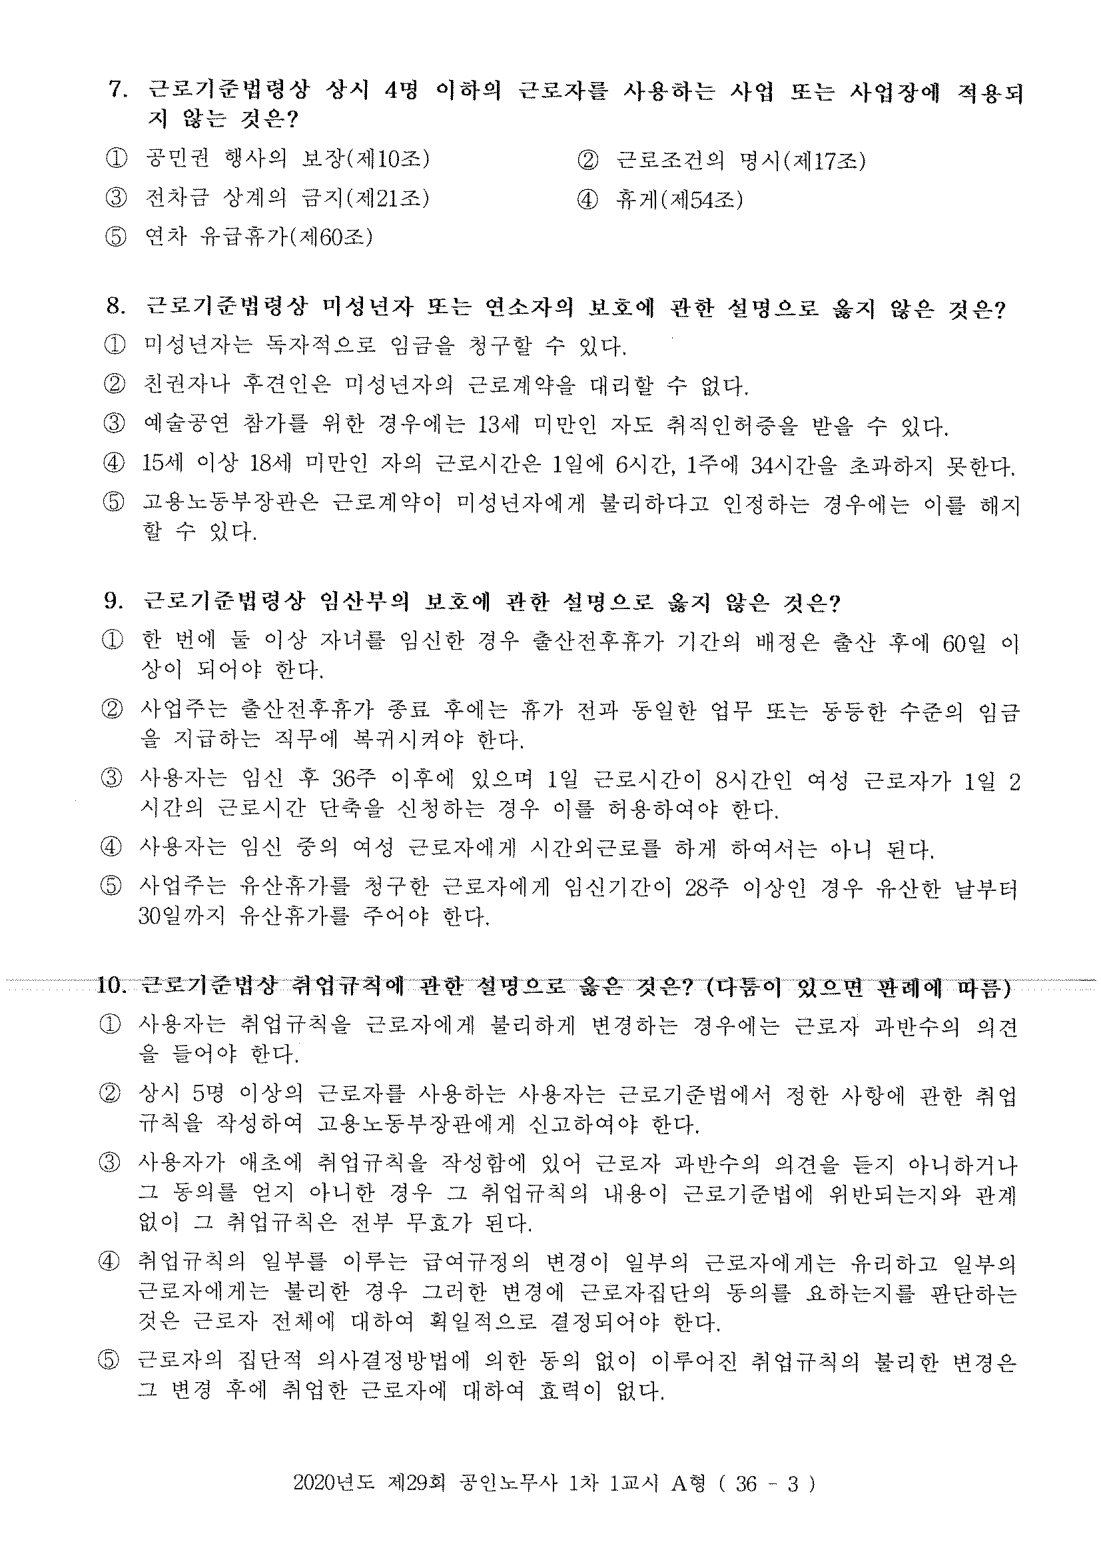 7. 근로기준법령상 상시 4명 이하의 근로자를 사용하는 사업 또는 사업장에 적용되
지 않는 것은?
① 공민권 행사의 보장(제10조) ② 근로조건의 명시(제17조)
③ 전차금 상계의 금지(제21조) ④ 휴게(제54조)
⑤ 연차 유급휴가(제60조)
8. 근로기준법령상 미성년자 또는 연소자의 보호에 관한 설명으로 옳지 않은 것은?
① 미성년자는 독자적으로 임금을 청구할 수 있다.
② 친권자나 후견인은 미성년자의 근로계약을 대리할 수 없다.
③ 예술공연 참가를 위한 경우에는 13세 미만인 자도 취직인허증을 받을 수 있다.
④ 15세 이상 18세 미만인 자의 근로시간은 1일에 6시간, 1주에 34시간을 초과하지 못한다.
⑤ 고용노동부장관은 근로계약이 미성년자에게 불리하다고 인정하는 경우에는 이를 해지
할 수 있다.
9. 근로기준법령상 임산부의 보호에 관한 설명으로 옳지 않은 것은?
① 한 번에 둘 이상 자녀를 임신한 경우 출산전후휴가 기간의 배정은 출산 후에 60일 이
상이 되어야 한다.
② 사업주는 출산전후휴가 종료 후에는 휴가 전과 동일한 업무 또는 동등한 수준의 임금
을 지급하는 직무에 복귀시켜야 한다.
③ 사용자는 임신 후 36주 이후에 있으며 1일 근로시간이 8시간인 여성 근로자가 1일 2
시간의 근로시간 단축을 신청하는 경우 이를 허용하여야 한다.
④ 사용자는 임신 중의 여성 근로자에게 시간외근로를 하게 하여서는 아니 된다.
⑤ 사업주는 유산휴가를 청구한 근로자에게 임신기간이 28주 이상인 경우 유산한 날부터
30일까지 유산휴가를 주어야 한다.
10. 근로기준법상 취업규칙에 관한 설명으로 옳은 것은? (다툼이 있으면 판례에 따름)
① 사용자는 취업규칙을 근로자에게 불리하게 변경하는 경우에는 근로자 과반수의 의견
을 들어야 한다.
② 상시 5명 이상의 근로자를 사용하는 사용자는 근로기준법에서 정한 사항에 관한 취업
규칙을 작성하여 고용노동부장관에게 신고하여야 한다.
③ 사용자가 애초에 취업규칙을 작성함에 있어 근로자 과반수의 의견을 듣지 아니하거나
그 동의를 얻지 아니한 경우 그 취업규칙의 내용이 근로기준법에 위반되는지와 관계
없이 그 취업규칙은 전부 무효가 된다.
④ 취업규칙의 일부를 이루는 급여규정의 변경이 일부의 근로자에게는 유리하고 일부의
근로자에게는 불리한 경우 그러한 변경에 근로자집단의 동의를 요하는지를 판단하는
것은 근로자 전체에 대하여 획일적으로 결정되어야 한다.
⑤ 근로자의 집단적 의사결정방법에 의한 동의 없이 이루어진 취업규칙의 불리한 변경은
그 변경 후에 취업한 근로자에 대하여 효력이 없다.
2020년도 제29회 공인노무사 1차 1교시 A형 ( 36 - 3 )